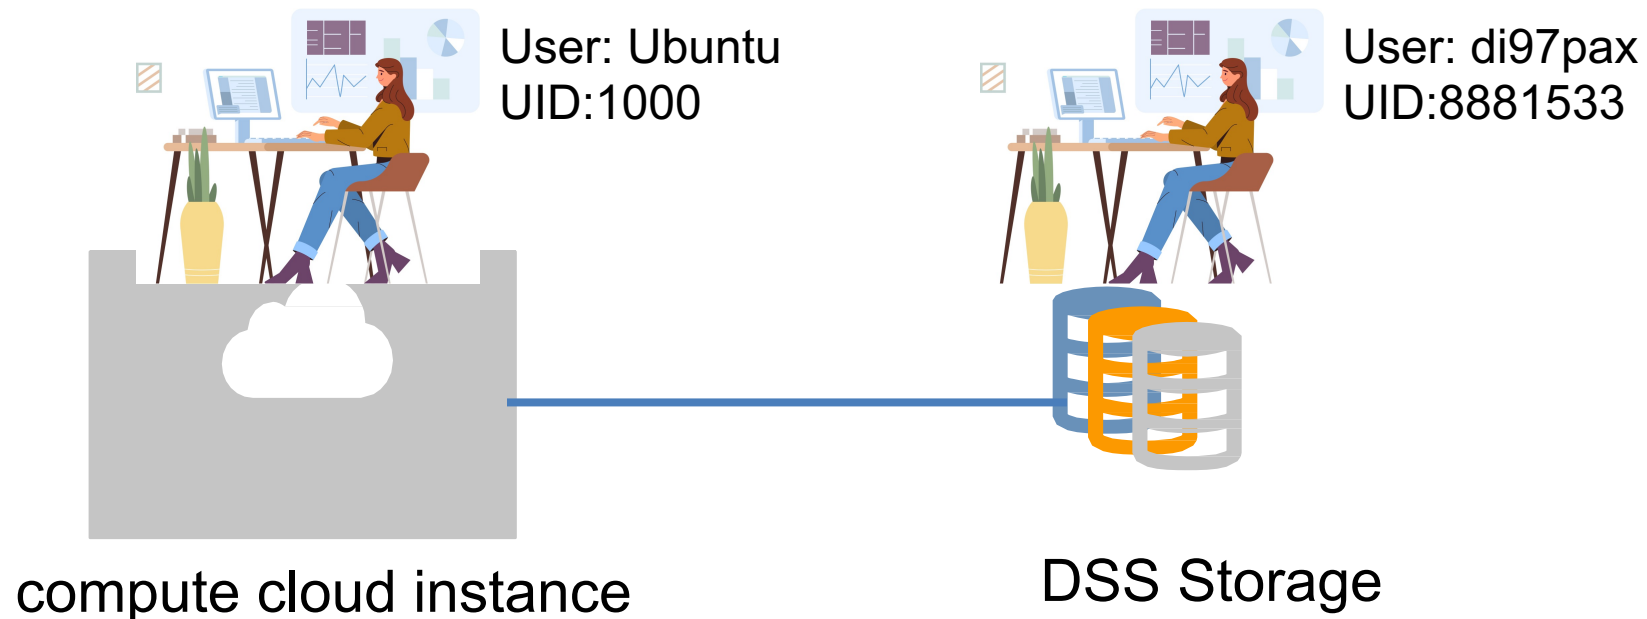 User: Ubuntu
UID:1000
User: di97pax
UID:8881533
compute cloud instance
DSS Storage